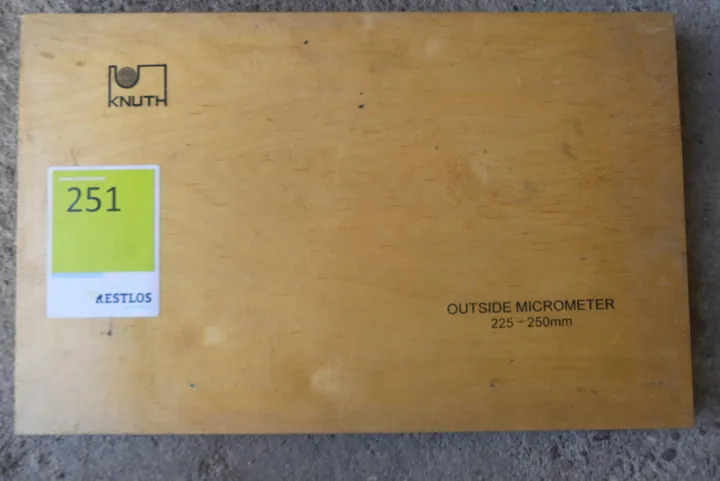 KNUTH
251
RESTLOS
OUTSIDE MICROMETER
225 - 250mm